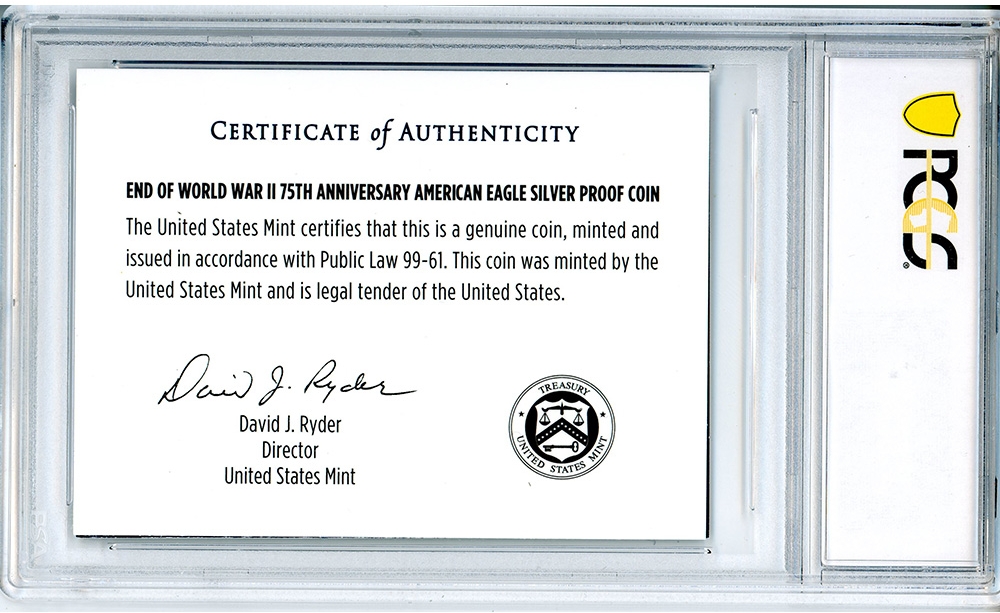 CERTIFICATE of AUTHENTICITY
END OF WORLD WAR II 75TH ANNIVERSARY AMERICAN EAGLE SILVER PROOF COIN
The United States Mint certifies that this is a genuine coin, minted and
issued in accordance with Public Law 99-61. This coin was minted by the
United States Mint and is legal tender of the United States.
David J. Ryder
David J. Ryder
Director
United States Mint
TREASURY
UNITED STATES MINT
PCGS®